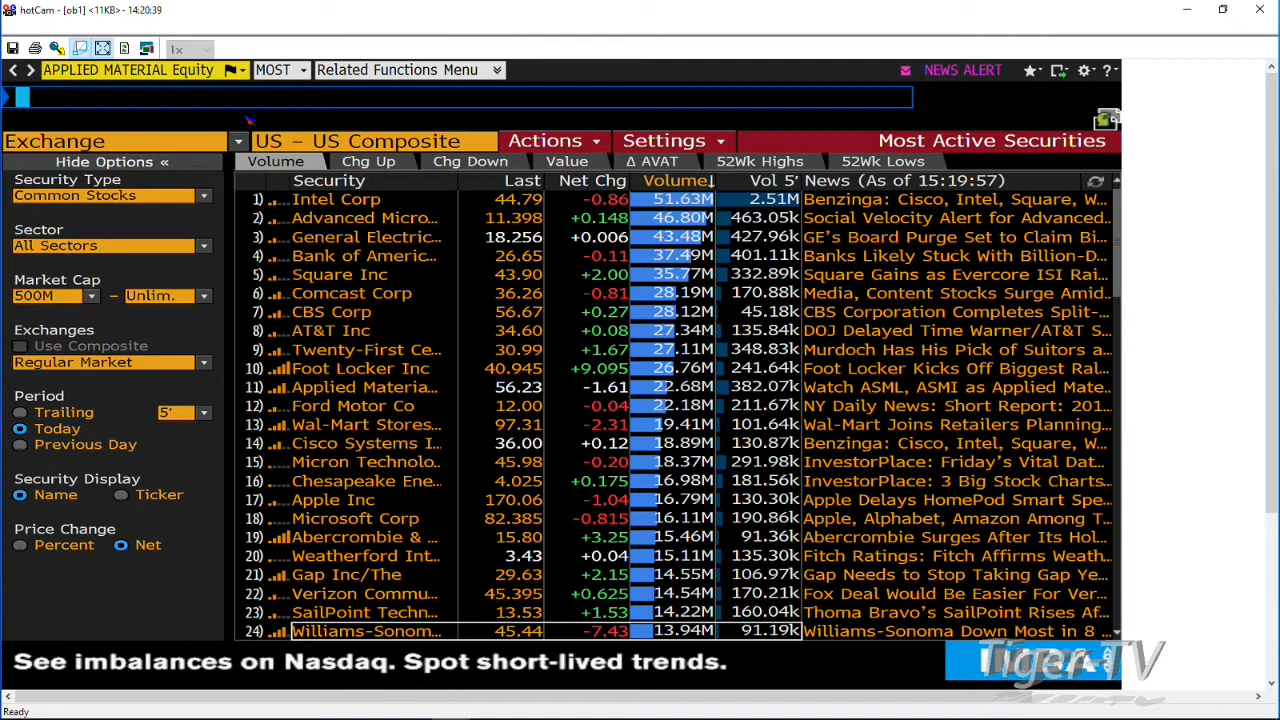 hotCam - [ob1] <11KB> - 14:20:39
1x
APPLIED MATERIAL Equity MOST Related Functions Menu NEWS ALERT
Exchange US - US Composite Actions Settings Most Active Securities
Hide Options « Volume Chg Up Chg Down Value Δ AVAT 52Wk Highs 52Wk Lows
Security Type
Common Stocks
Sector
All Sectors
Market Cap
500M - Unlim.
Exchanges
Use Composite
Regular Market
Period
Trailing 5'
Today
Previous Day
Security Display
Name Ticker
Price Change
Percent Net
Security Last Net Chg Volume↓ Vol 5' News (As of 15:19:57)
1) Intel Corp 44.79 -0.86 51.63M 2.51M Benzinga: Cisco, Intel, Square, W...
2) Advanced Micro... 11.398 +0.148 46.80M 463.05k Social Velocity Alert for Advanced...
3) General Electric... 18.256 +0.006 43.48M 427.96k GE's Board Purge Set to Claim Bi...
4) Bank of Americ... 26.65 -0.11 37.49M 401.11k Banks Likely Stuck With Billion-D...
5) Square Inc 43.90 +2.00 35.77M 332.89k Square Gains as Evercore ISI Rai...
6) Comcast Corp 36.26 -0.81 28.19M 170.88k Media, Content Stocks Surge Amid...
7) CBS Corp 56.67 +0.27 28.12M 45.18k CBS Corporation Completes Split-...
8) AT&T Inc 34.60 +0.08 27.34M 135.84k DOJ Delayed Time Warner/AT&T S...
9) Twenty-First Ce... 30.99 +1.67 27.11M 348.83k Murdoch Has His Pick of Suitors a...
10) Foot Locker Inc 40.945 +9.095 26.76M 241.64k Foot Locker Kicks Off Biggest Ral...
11) Applied Materia... 56.23 -1.61 22.68M 382.07k Watch ASML, ASMI as Applied Mate...
12) Ford Motor Co 12.00 -0.04 22.18M 211.67k NY Daily News: Short Report: 201...
13) Wal-Mart Stores... 97.31 -2.31 19.41M 101.64k Wal-Mart Joins Retailers Planning...
14) Cisco Systems I... 36.00 +0.12 18.89M 130.87k Benzinga: Cisco, Intel, Square, W...
15) Micron Technolo... 45.98 -0.20 18.37M 291.98k InvestorPlace: Friday's Vital Dat...
16) Chesapeake Ene... 4.025 +0.175 16.98M 181.56k InvestorPlace: 3 Big Stock Charts...
17) Apple Inc 170.06 -1.04 16.79M 130.30k Apple Delays HomePod Smart Spe...
18) Microsoft Corp 82.385 -0.815 16.11M 190.86k Apple, Alphabet, Amazon Among T...
19) Abercrombie & ... 15.80 +3.25 15.46M 91.36k Abercrombie Surges After Its Hol...
20) Weatherford Int... 3.43 +0.04 15.11M 135.30k Fitch Ratings: Fitch Affirms Weath...
21) Gap Inc/The 29.63 +2.15 14.55M 106.97k Gap Needs to Stop Taking Gap Ye...
22) Verizon Commu... 45.395 +0.625 14.54M 170.21k Fox Deal Would Be Easier For Ver...
23) SailPoint Techn... 13.53 +1.53 14.22M 160.04k Thoma Bravo's SailPoint Rises Af...
24) Williams-Sonom... 45.44 -7.43 13.94M 91.19k Williams-Sonoma Down Most in 8 ...
See imbalances on Nasdaq. Spot short-lived trends.
Tiger-TV
Ready